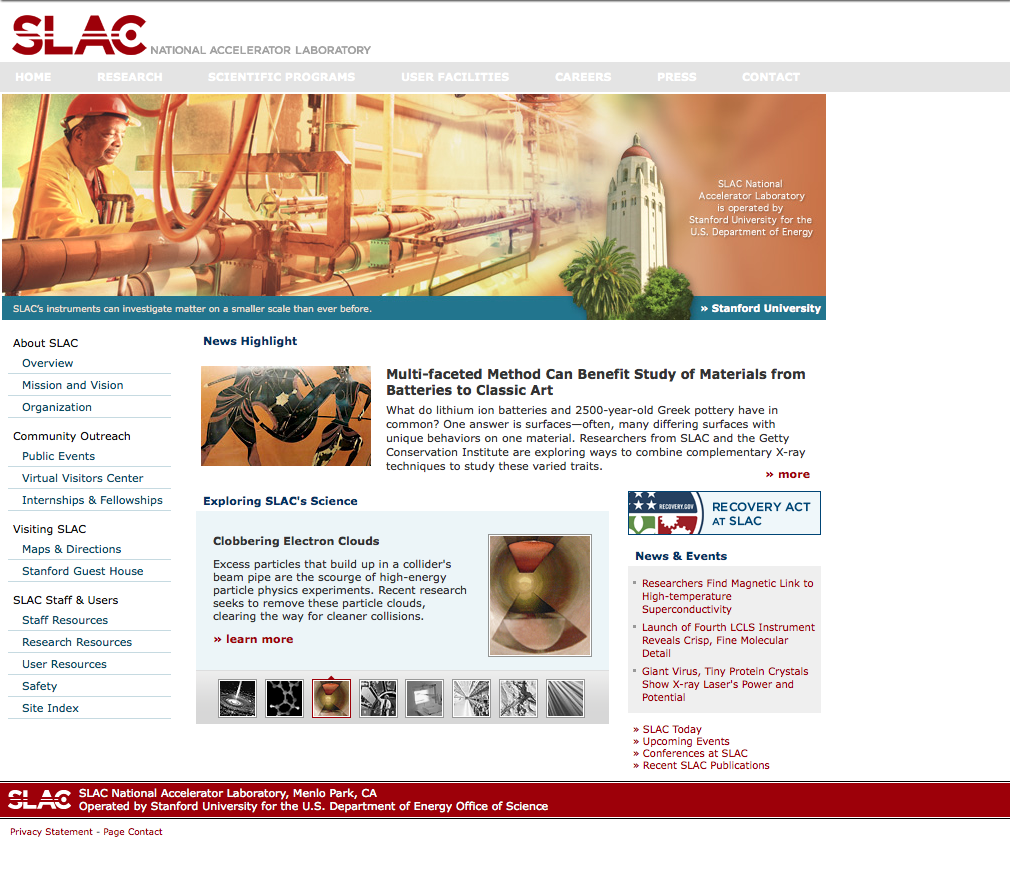 SLAC NATIONAL ACCELERATOR LABORATORY
HOME RESEARCH SCIENTIFIC PROGRAMS USER FACILITIES CAREERS PRESS CONTACT
SLAC National
Accelerator Laboratory
is operated by
Stanford University for the
U.S. Department of Energy
SLAC's instruments can investigate matter on a smaller scale than ever before.
» Stanford University
About SLAC
Overview
Mission and Vision
Organization
Community Outreach
Public Events
Virtual Visitors Center
Internships & Fellowships
Visiting SLAC
Maps & Directions
Stanford Guest House
SLAC Staff & Users
Staff Resources
Research Resources
User Resources
Safety
Site Index
News Highlight
Multi-faceted Method Can Benefit Study of Materials from
Batteries to Classic Art
What do lithium ion batteries and 2500-year-old Greek pottery have in
common? One answer is surfaces—often, many differing surfaces with
unique behaviors on one material. Researchers from SLAC and the Getty
Conservation Institute are exploring ways to combine complementary X-ray
techniques to study these varied traits.
» more
Exploring SLAC's Science
Clobbering Electron Clouds
Excess particles that build up in a collider's
beam pipe are the scourge of high-energy
particle physics experiments. Recent research
seeks to remove these particle clouds,
clearing the way for cleaner collisions.
» learn more
RECOVERY.GOV
RECOVERY ACT
AT SLAC
News & Events
Researchers Find Magnetic Link to
High-temperature
Superconductivity
Launch of Fourth LCLS Instrument
Reveals Crisp, Fine Molecular
Detail
Giant Virus, Tiny Protein Crystals
Show X-ray Laser's Power and
Potential
» SLAC Today
» Upcoming Events
» Conferences at SLAC
» Recent SLAC Publications
SLAC
SLAC National Accelerator Laboratory, Menlo Park, CA
Operated by Stanford University for the U.S. Department of Energy Office of Science
Privacy Statement - Page Contact